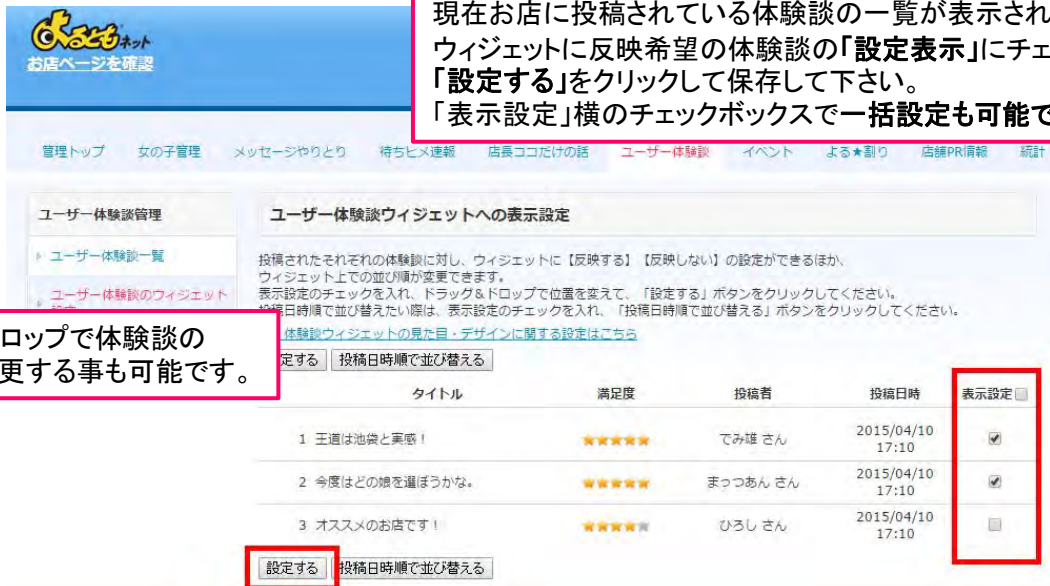 現在お店に投稿されている体験談の一覧が表示され
ウィジェットに反映希望の体験談の「設定表示」にチェ
「設定する」をクリックして保存して下さい。
「表示設定」横のチェックボックスで一括設定も可能で
よるともネット
お店ページを確認
管理トップ 女の子管理 メッセージやりとり 待ちヒメ速報 店長ココだけの話 ユーザー体験談 イベント よる★割り 店舗PR情報 統計
ユーザー体験談管理
ユーザー体験談一覧
ユーザー体験談のウィジェット
ユーザー体験談ウィジェットへの表示設定
投稿されたそれぞれの体験談に対し、ウィジェットに【反映する】【反映しない】の設定ができるほか、
ウィジェット上での並び順が変更できます。
表示設定のチェックを入れ、ドラッグ＆ドロップで位置を変えて、「設定する」ボタンをクリックしてください。
投稿日時順で並び替えたい際は、表示設定のチェックを入れ、「投稿日時順で並び替える」ボタンをクリックしてください。
体験談ウィジェットの見た目・デザインに関する設定はこちら
ロップで体験談の
更する事も可能です。
定する 投稿日時順で並び替える
タイトル 満足度 投稿者 投稿日時 表示設定
1 王道は池袋と実感！ ★★★★★ でみ雄 さん 2015/04/10 17:10
2 今度はどの娘を選ぼうかな。 ★★★★★ まっつあん さん 2015/04/10 17:10
3 オススメのお店です！ ★★★★★ ひろし さん 2015/04/10 17:10
設定する 投稿日時順で並び替える